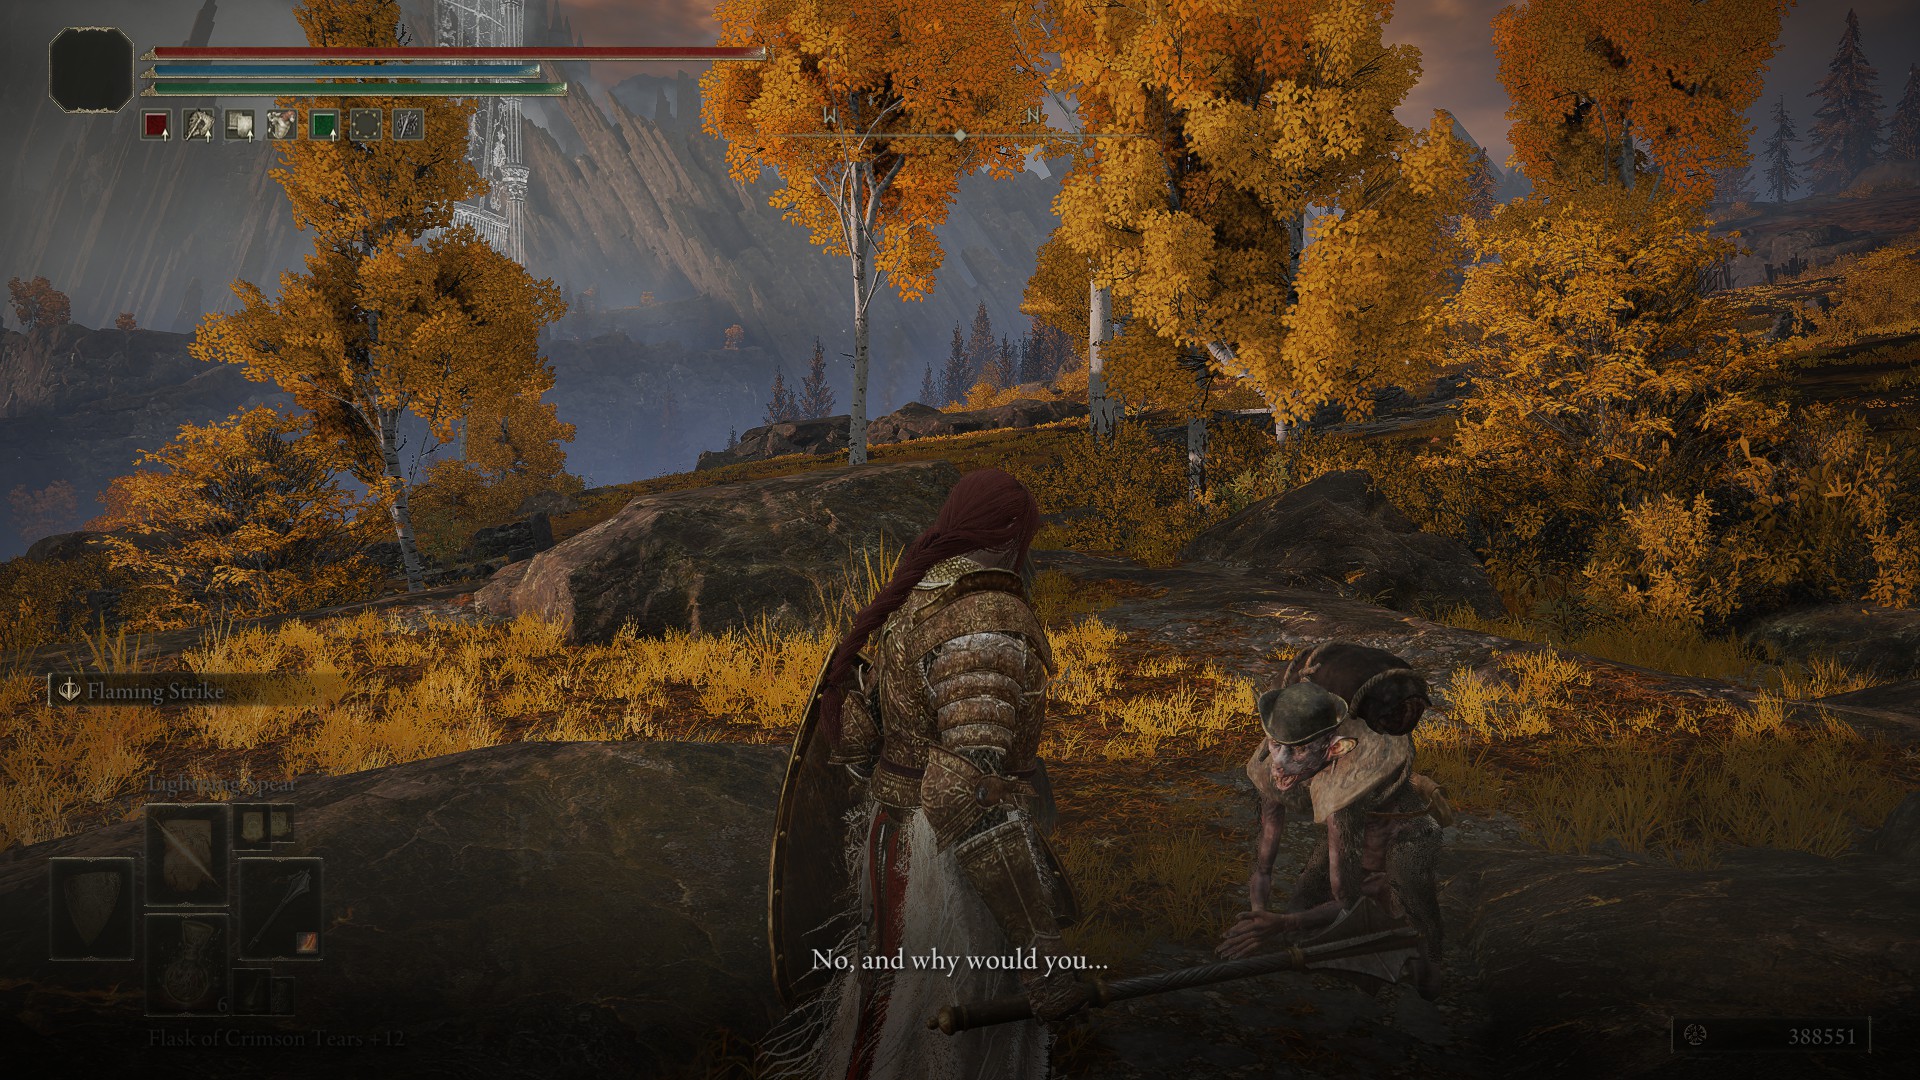 W
N
Flaming Strike
Lightning Spear
6
Flask of Crimson Tears +12
No, and why would you...
388551